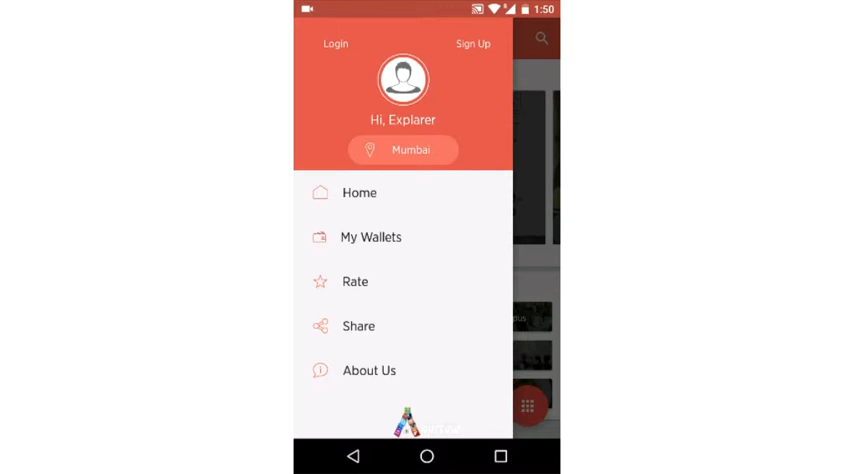 1:50
Login
Sign Up
Hi, Explarer
Mumbai
Home
My Wallets
Rate
Share
About Us